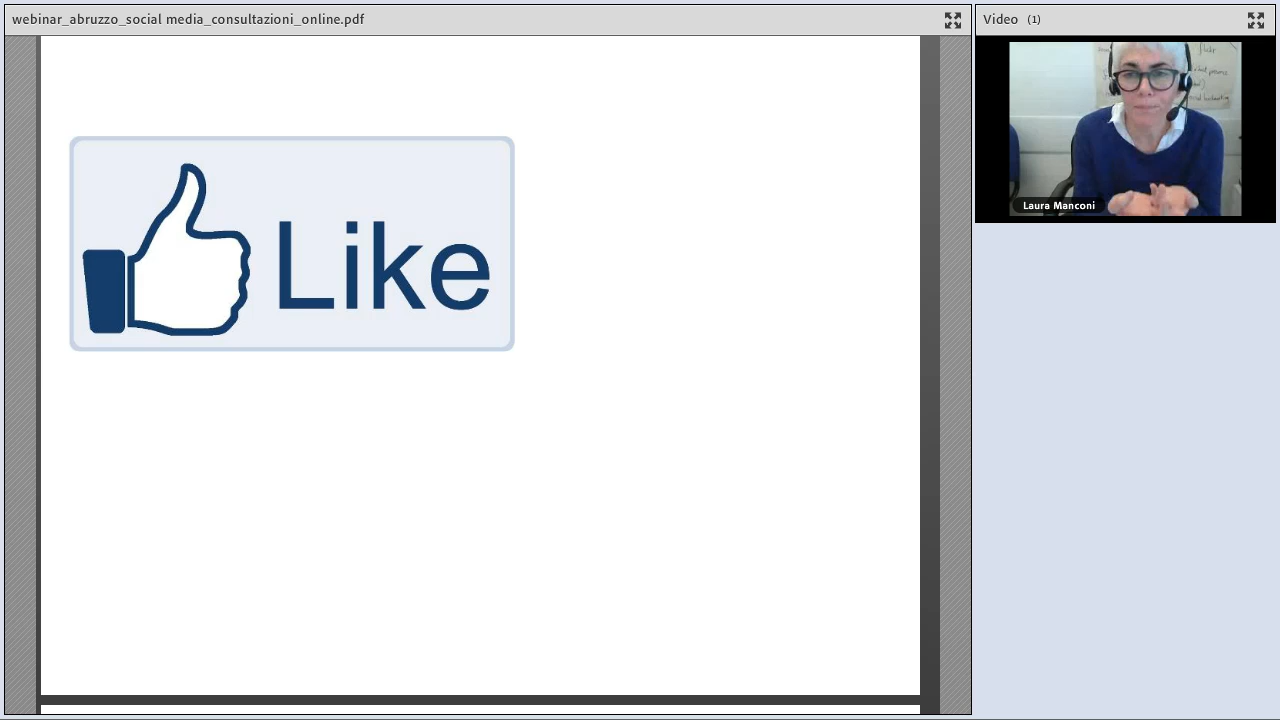 webinar_abruzzo_social media_consultazioni_online.pdf
Video (1)
Like
Laura Manconi